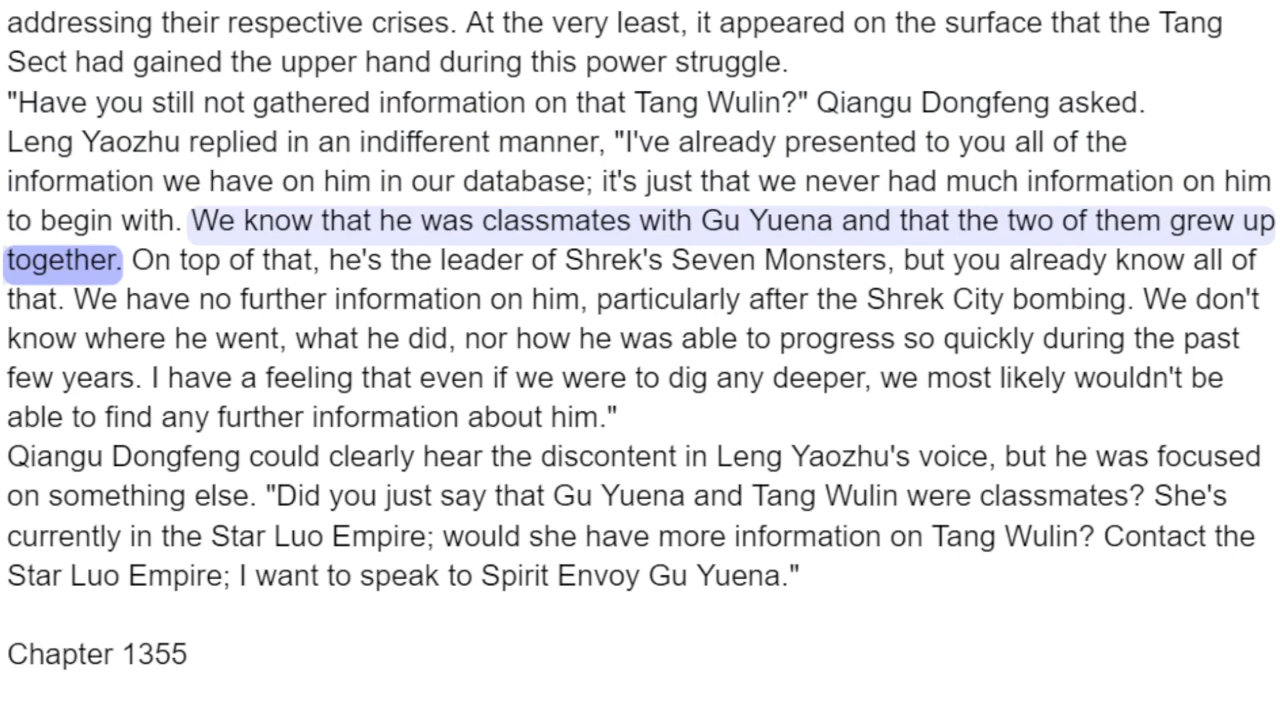 addressing their respective crises. At the very least, it appeared on the surface that the Tang
Sect had gained the upper hand during this power struggle.
"Have you still not gathered information on that Tang Wulin?" Qiangu Dongfeng asked.
Leng Yaozhu replied in an indifferent manner, "I've already presented to you all of the
information we have on him in our database; it's just that we never had much information on him
to begin with. We know that he was classmates with Gu Yuena and that the two of them grew up
together. On top of that, he's the leader of Shrek's Seven Monsters, but you already know all of
that. We have no further information on him, particularly after the Shrek City bombing. We don't
know where he went, what he did, nor how he was able to progress so quickly during the past
few years. I have a feeling that even if we were to dig any deeper, we most likely wouldn't be
able to find any further information about him."
Qiangu Dongfeng could clearly hear the discontent in Leng Yaozhu's voice, but he was focused
on something else. "Did you just say that Gu Yuena and Tang Wulin were classmates? She's
currently in the Star Luo Empire; would she have more information on Tang Wulin? Contact the
Star Luo Empire; I want to speak to Spirit Envoy Gu Yuena."
Chapter 1355